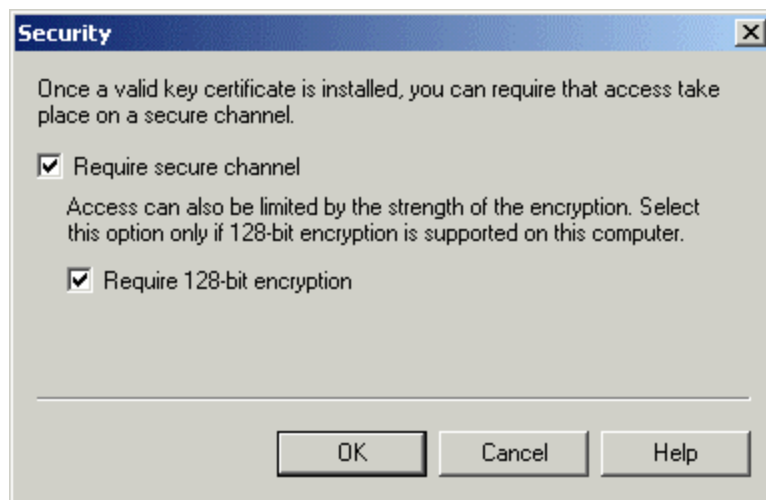 Security
Once a valid key certificate is installed, you can require that access take
place on a secure channel.
Require secure channel
Access can also be limited by the strength of the encryption. Select
this option only if 128-bit encryption is supported on this computer.
Require 128-bit encryption
OK Cancel Help